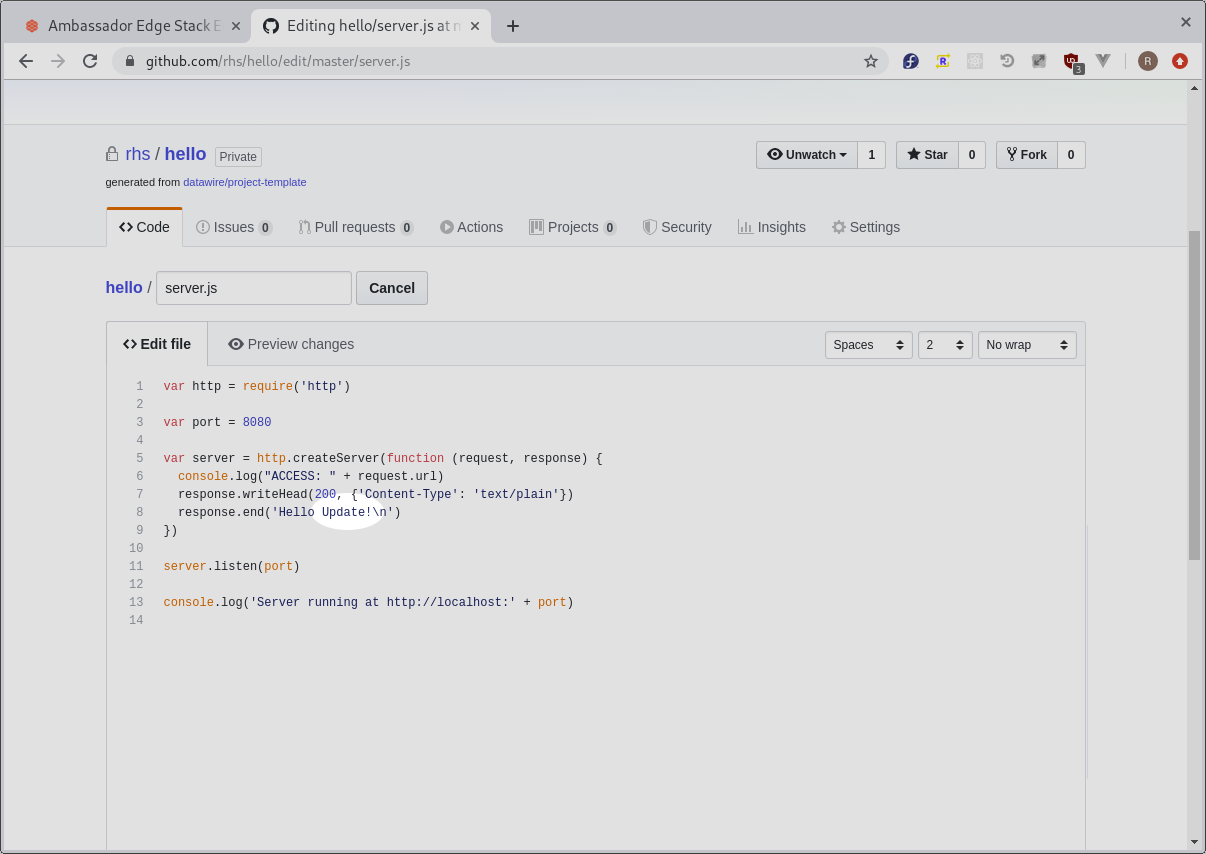 Ambassador Edge Stack E
Editing hello/server.js at m
github.com/rhs/hello/edit/master/server.js
R
3
R
rhs / hello Private
Unwatch 1 Star 0 Fork 0
generated from datawire/project-template
Code Issues 0 Pull requests 0 Actions Projects 0 Security Insights Settings
hello / server.js Cancel
Edit file Preview changes Spaces 2 No wrap
1 var http = require('http')
2
3 var port = 8080
4
5 var server = http.createServer(function (request, response) {
6 console.log("ACCESS: " + request.url)
7 response.writeHead(200, {'Content-Type': 'text/plain'})
8 response.end('Hello Update!\n')
9 })
10
11 server.listen(port)
12
13 console.log('Server running at http://localhost:' + port)
14